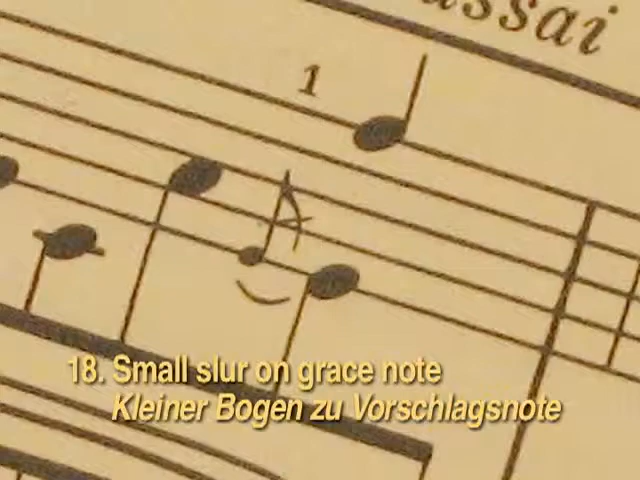 ssai
1
18. Small slur on grace note
Kleiner Bogen zu Vorschlagsnote